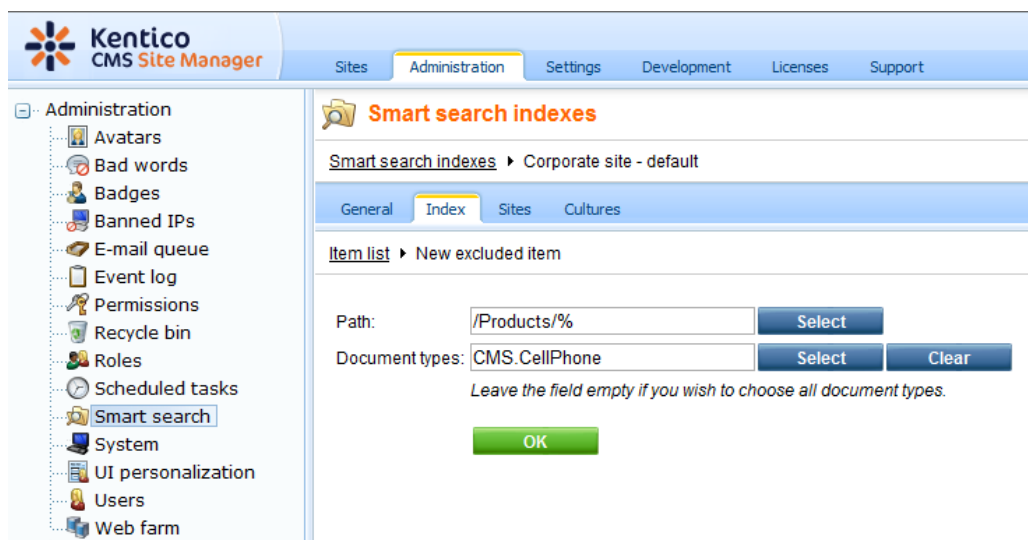 Kentico
CMS Site Manager
Sites Administration Settings Development Licenses Support
Administration
Avatars
Bad words
Badges
Banned IPs
E-mail queue
Event log
Permissions
Recycle bin
Roles
Scheduled tasks
Smart search
System
UI personalization
Users
Web farm
Smart search indexes
Smart search indexes Corporate site - default
General Index Sites Cultures
Item list New excluded item
Path: /Products/% Select
Document types: CMS.CellPhone Select Clear
Leave the field empty if you wish to choose all document types.
OK